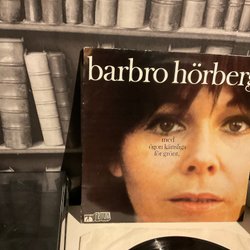 barbro hörberg
med
ögon känsliga
för grönt.